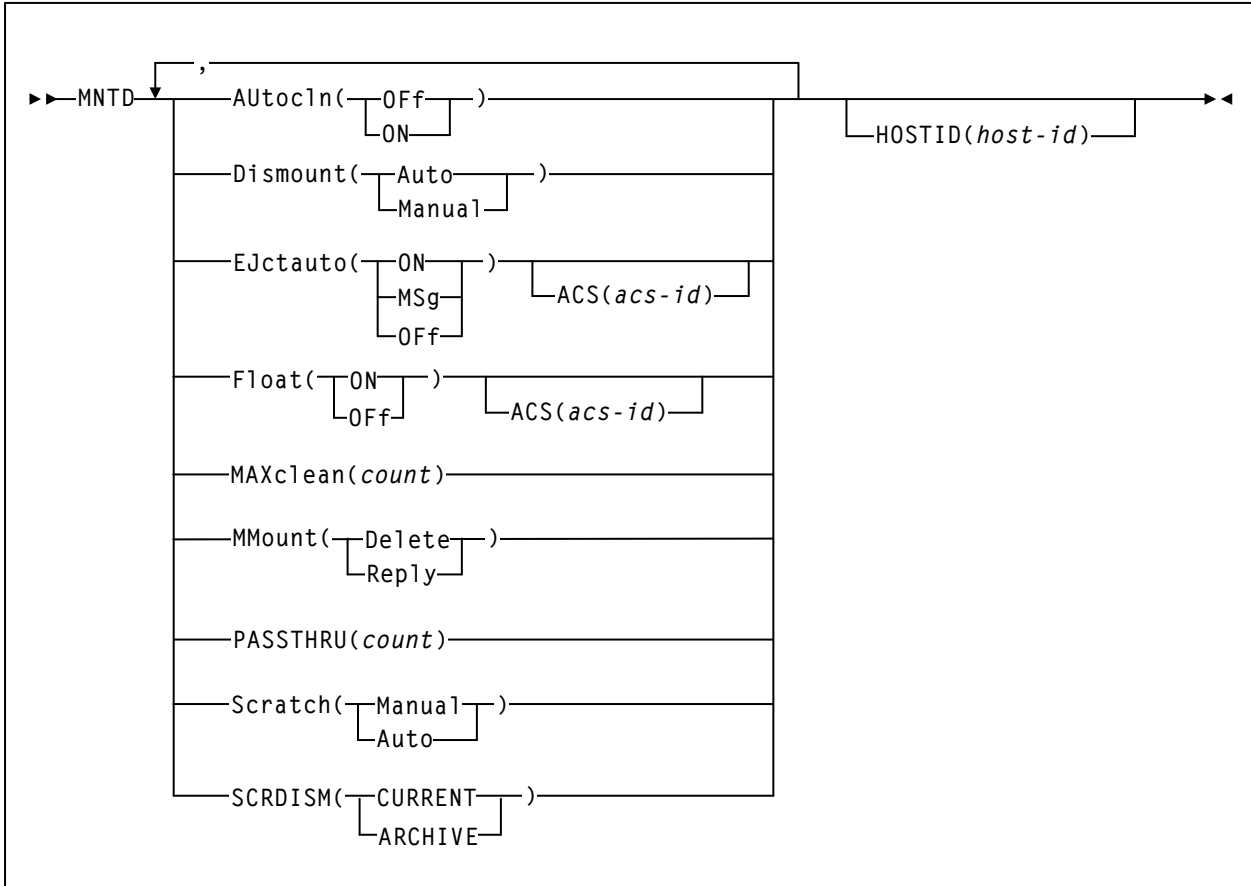 ,
MNTD AUtocln( OFf )
ON
HOSTID(host-id)
Dismount( Auto )
Manual
EJctauto( ON )
MSg
OFf
ACS(acs-id)
Float( ON )
OFf
ACS(acs-id)
MAXclean(count)
MMount( Delete )
Reply
PASSTHRU(count)
Scratch( Manual )
Auto
SCRDISM( CURRENT )
ARCHIVE